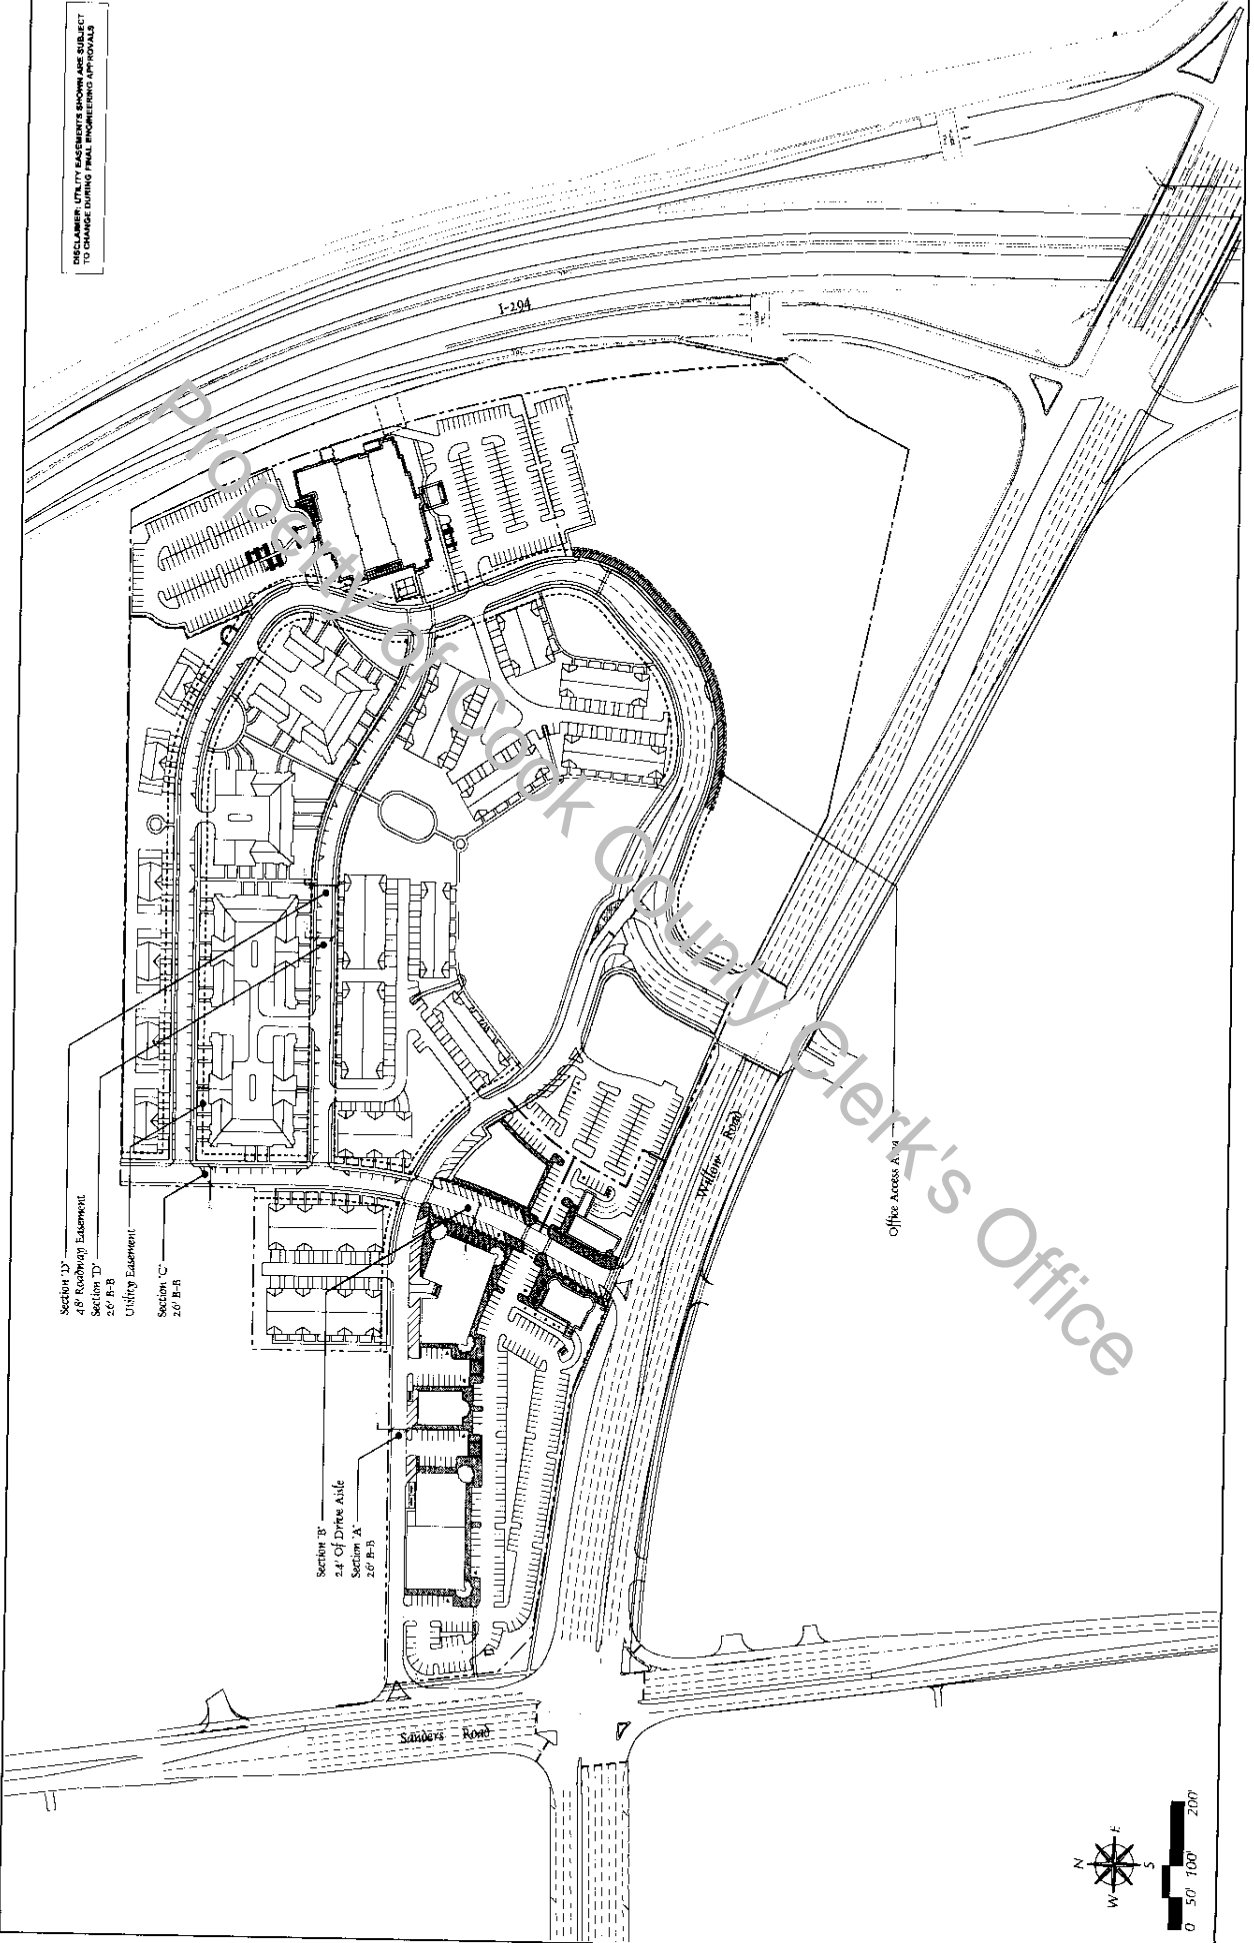 DISCLAIMER: UTILITY EASEMENTS SHOWN ARE SUBJECT
TO CHANGE DURING FINAL ENGINEERING APPROVALS
I-294
Section "D"
48' Roadway Easement
Section "D"
26' B-B
Utility Easement
Section "C"
26' B-B
Section "B"
24' Of Drive Aisle
Section "A"
26' B-B
Office Access Area
Willow Road
Sanders Road
N
W
E
S
0 50' 100' 200'
Property of Cook County Clerk's Office